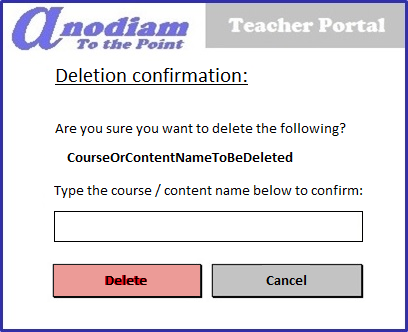 anodiam Teacher Portal
To the Point
Deletion confirmation:
Are you sure you want to delete the following?
CourseOrContentNameToBeDeleted
Type the course / content name below to confirm:
Delete Cancel